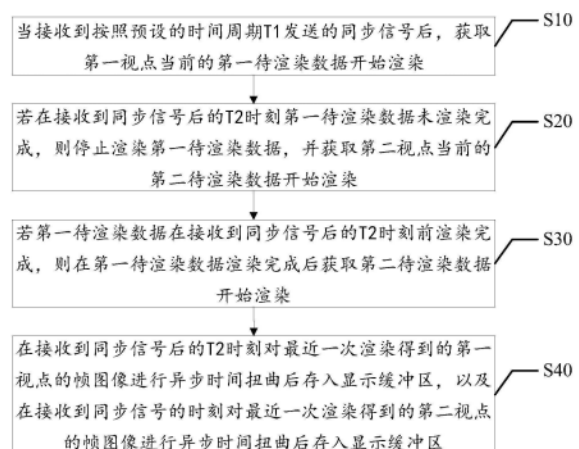 当接收到按照预设的时间周期T1发送的同步信号后，获取
第一视点当前的第一待渲染数据开始渲染
S10
若在接收到同步信号后的T2时刻第一待渲染数据未渲染完
成，则停止渲染第一待渲染数据，并获取第二视点当前的
第二待渲染数据开始渲染
S20
若第一待渲染数据在接收到同步信号后的T2时刻前渲染完
成，则在第一待渲染数据渲染完成后获取第二待渲染数据
开始渲染
S30
在接收到同步信号后的T2时刻对最近一次渲染得到的第一
视点的帧图像进行异步时间扭曲后存入显示缓冲区，以及
在接收到同步信号的时刻对最近一次渲染得到的第二视点
的帧图像进行异步时间扭曲后存入显示缓冲区
S40